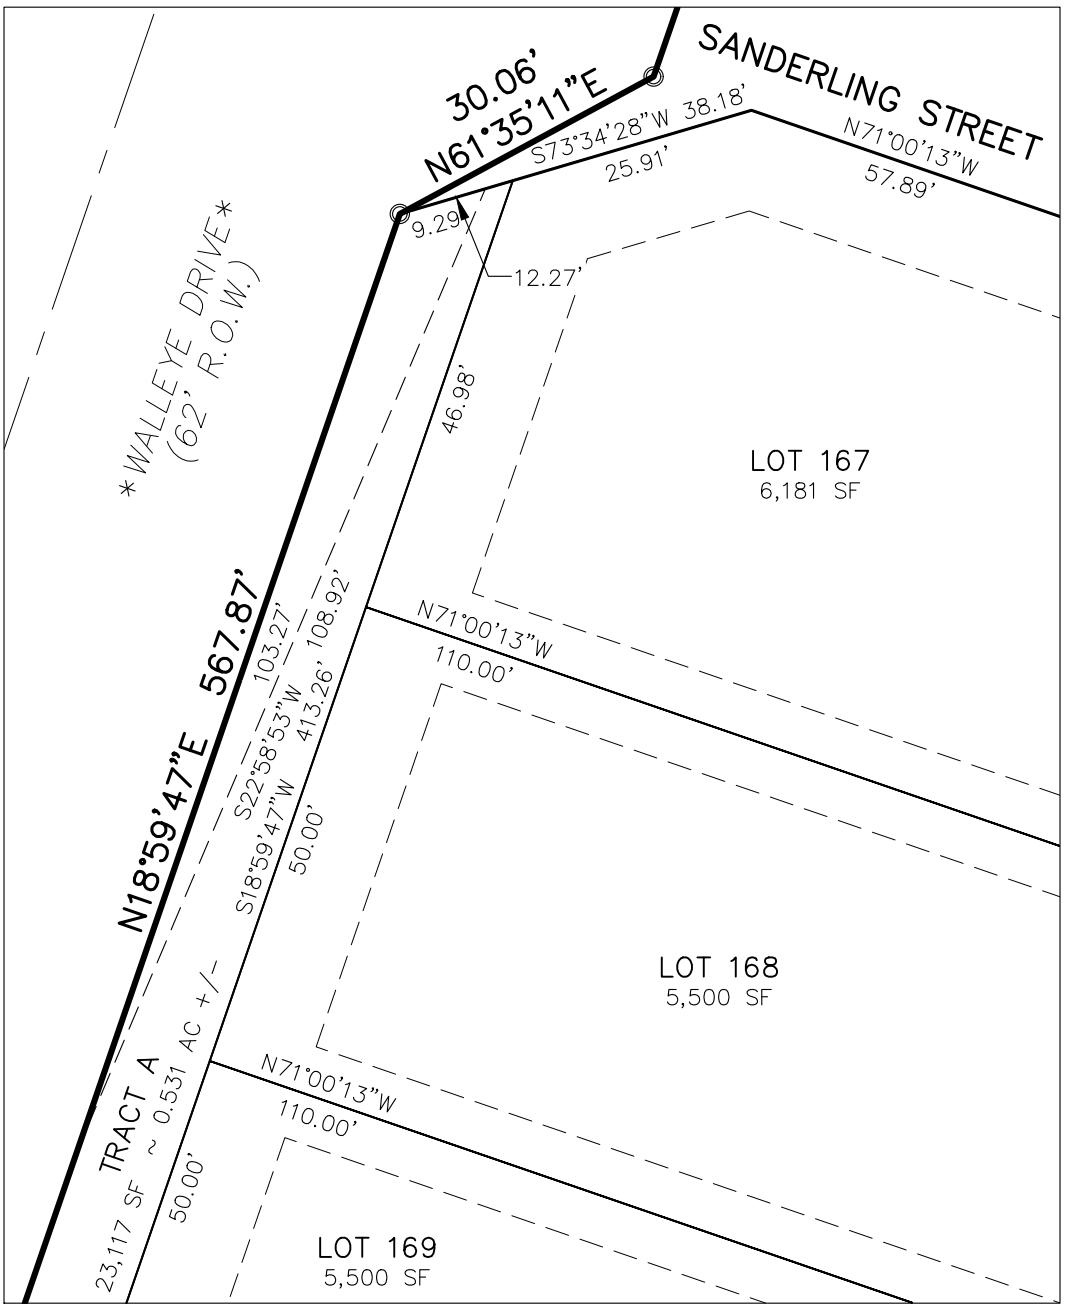 SANDERLING STREET
30.06'
N61°35'11"E
S73°34'28"W 38.18'
25.91'
N71°00'13"W
57.89'
9.29
12.27'
*WALLEYE DRIVE*
(62' R.O.W.)
46.98'
LOT 167
6,181 SF
N18°59'47"E 567.87'
103.27'
S22°58'53"W 108.92'
S18°59'47"W 413.26'
N71°00'13"W
110.00'
50.00'
LOT 168
5,500 SF
TRACT A
23,117 SF ~ 0.531 AC +/-
N71°00'13"W
110.00'
50.00'
LOT 169
5,500 SF